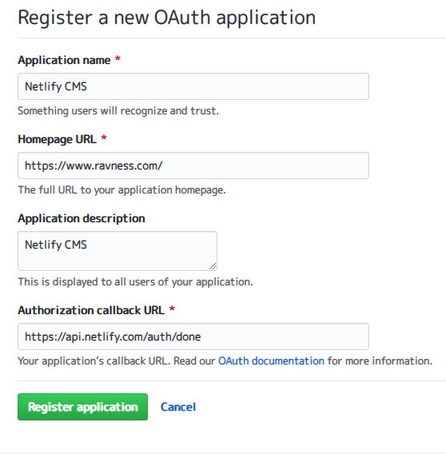 Register a new OAuth application
Application name *
Netlify CMS
Something users will recognize and trust.
Homepage URL *
https://www.ravness.com/
The full URL to your application homepage.
Application description
Netlify CMS
This is displayed to all users of your application.
Authorization callback URL *
https://api.netlify.com/auth/done
Your application’s callback URL. Read our OAuth documentation for more information.
Register application Cancel